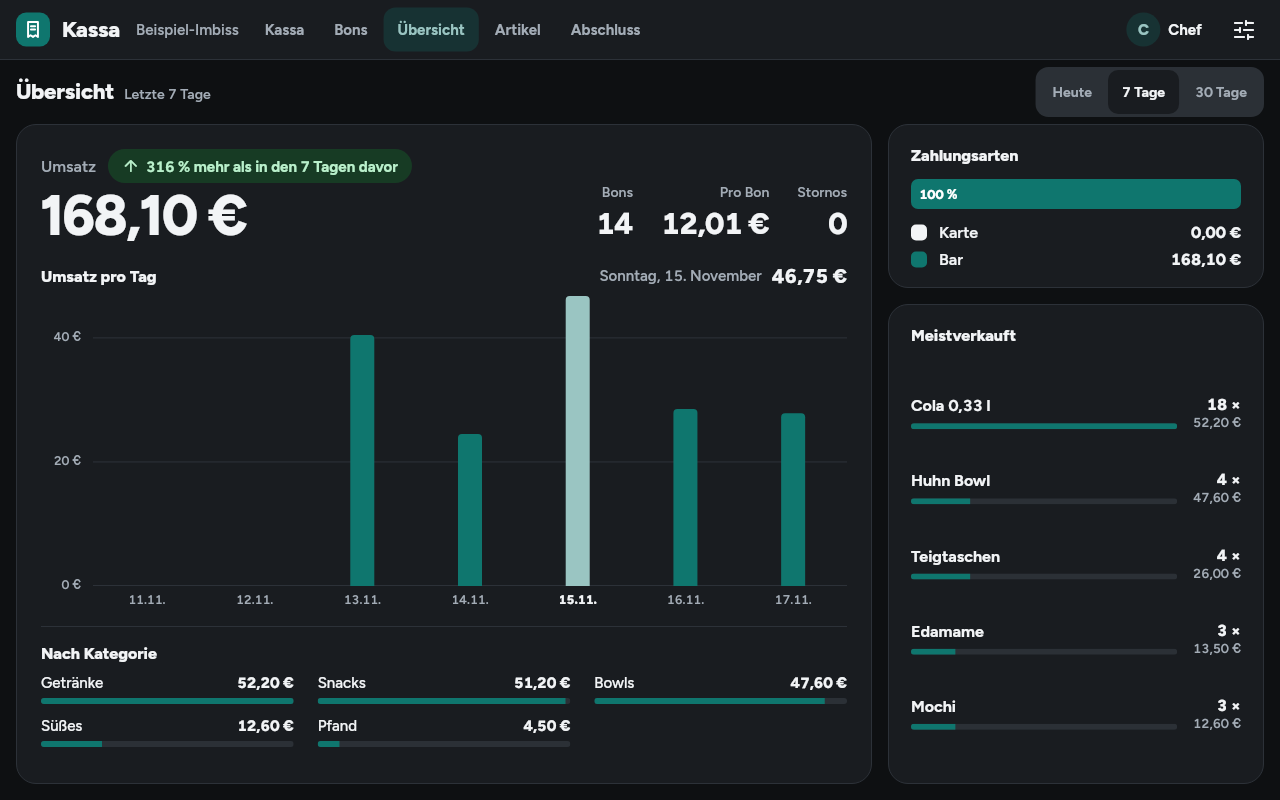 Kassa Beispiel-Imbiss Kassa Bons Übersicht Artikel Abschluss C Chef
Übersicht Letzte 7 Tage
Heute 7 Tage 30 Tage
Umsatz ↑ 316 % mehr als in den 7 Tagen davor
168,10 €
Bons Pro Bon Stornos
14 12,01 € 0
Umsatz pro Tag
Sonntag, 15. November 46,75 €
40 €
20 €
0 €
11.11. 12.11. 13.11. 14.11. 15.11. 16.11. 17.11.
Nach Kategorie
Getränke 52,20 € Snacks 51,20 € Bowls 47,60 €
Süßes 12,60 € Pfand 4,50 €
Zahlungsarten
100 %
Karte 0,00 €
Bar 168,10 €
Meistverkauft
Cola 0,33 l 18 ×
52,20 €
Huhn Bowl 4 ×
47,60 €
Teigtaschen 4 ×
26,00 €
Edamame 3 ×
13,50 €
Mochi 3 ×
12,60 €